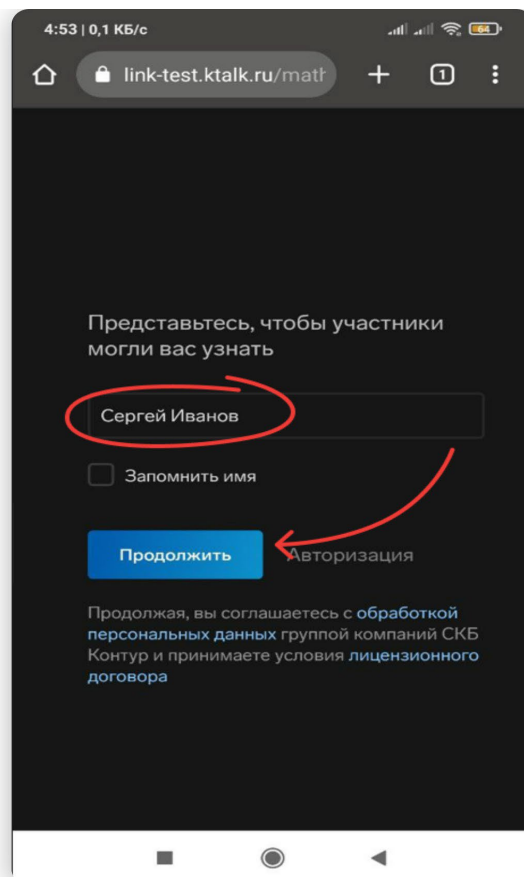 4:53 | 0,1 КБ/с 64
link-test.ktalk.ru/math 1
Представьтесь, чтобы участники
могли вас узнать
Сергей Иванов
Запомнить имя
Продолжить Авторизация
Продолжая, вы соглашаетесь с обработкой
персональных данных группой компаний СКБ
Контур и принимаете условия лицензионного
договора